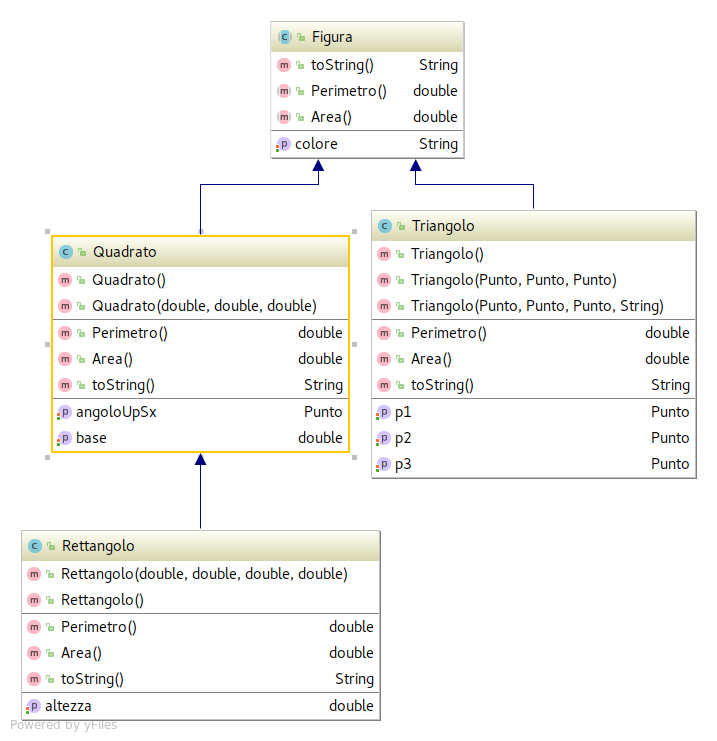 Figura
toString() String
Perimetro() double
Area() double
colore String
Quadrato
Quadrato()
Quadrato(double, double, double)
Perimetro() double
Area() double
toString() String
angoloUpSx Punto
base double
Triangolo
Triangolo()
Triangolo(Punto, Punto, Punto)
Triangolo(Punto, Punto, Punto, String)
Perimetro() double
Area() double
toString() String
p1 Punto
p2 Punto
p3 Punto
Rettangolo
Rettangolo(double, double, double, double)
Rettangolo()
Perimetro() double
Area() double
toString() String
altezza double
Powered by yFiles